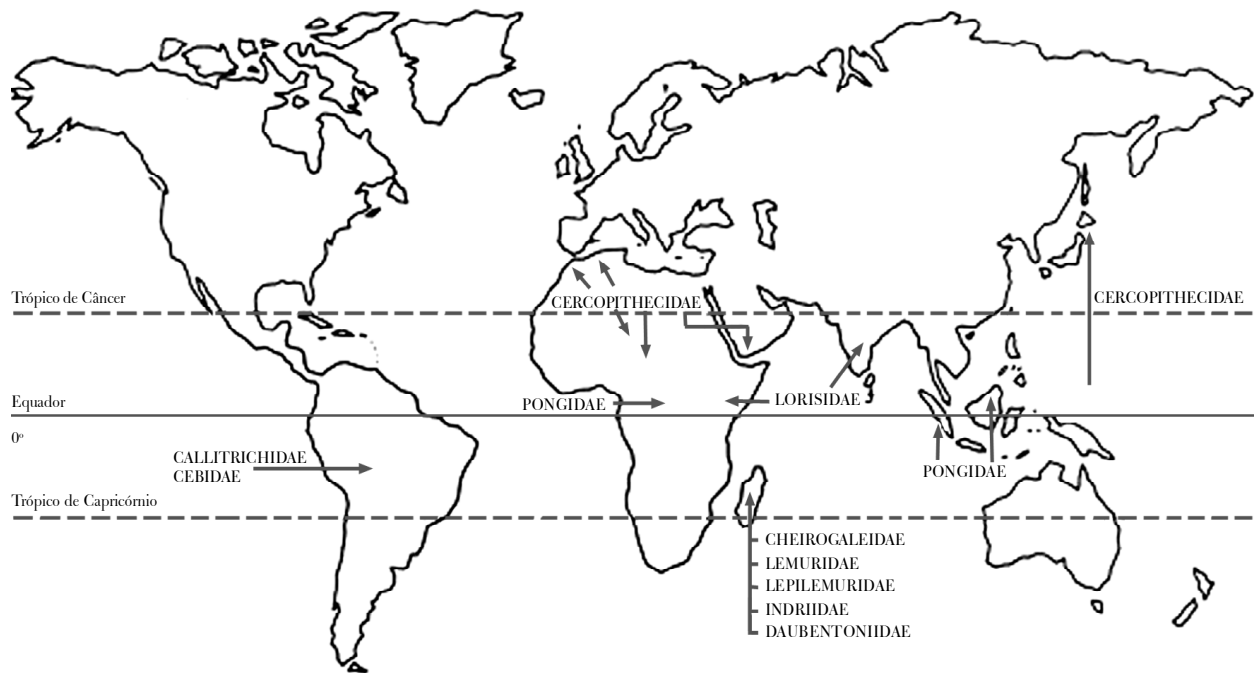 Trópico de Câncer
CERCOPITHECIDAE
CERCOPITHECIDAE
Equador
0º
PONGIDAE
LORISIDAE
CALLITRICHIDAE
CEBIDAE
PONGIDAE
Trópico de Capricórnio
CHEIROGALEIDAE
LEMURIDAE
LEPILEMURIDAE
INDRIIDAE
DAUBENTONIIDAE